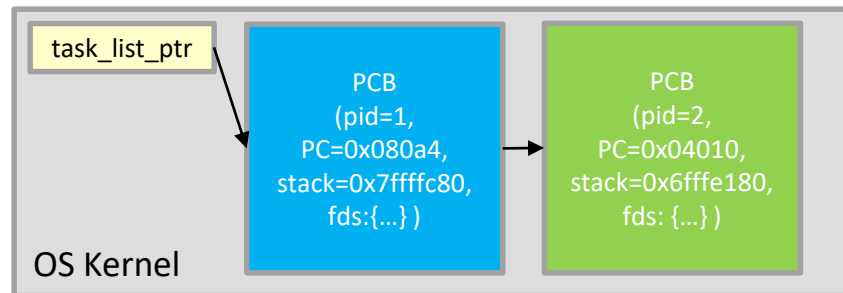 task_list_ptr
PCB
(pid=1,
PC=0x080a4,
stack=0x7ffffc80,
fds:{...} )
PCB
(pid=2,
PC=0x04010,
stack=0x6fffe180,
fds: {...} )
OS Kernel